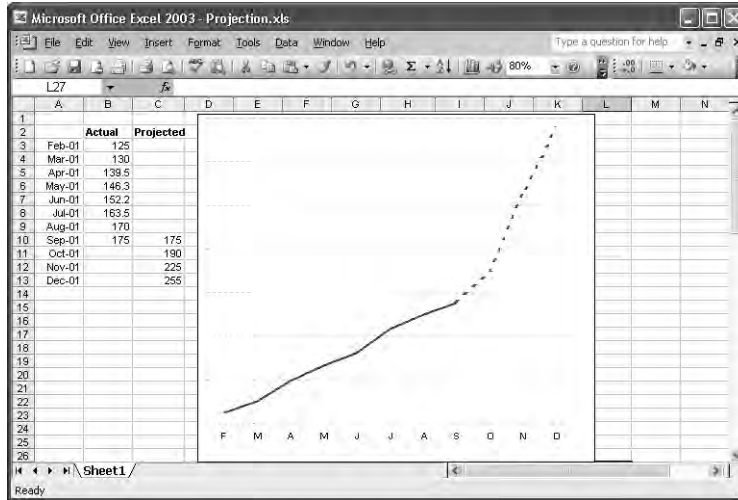 Microsoft Office Excel 2003 - Projection.xls
File Edit View Insert Format Tools Data Window Help Type a question for help
80%
L27 fx
A B C D E F G H I J K L M N
1
2 Actual Projected
3 Feb-01 125
4 Mar-01 130
5 Apr-01 139.5
6 May-01 146.3
7 Jun-01 152.2
8 Jul-01 163.5
9 Aug-01 170
10 Sep-01 175 175
11 Oct-01 190
12 Nov-01 225
13 Dec-01 255
14
15
16
17
18
19
20
21
22
23
24 F M A M J J A S O N D
25
26
Sheet1
Ready